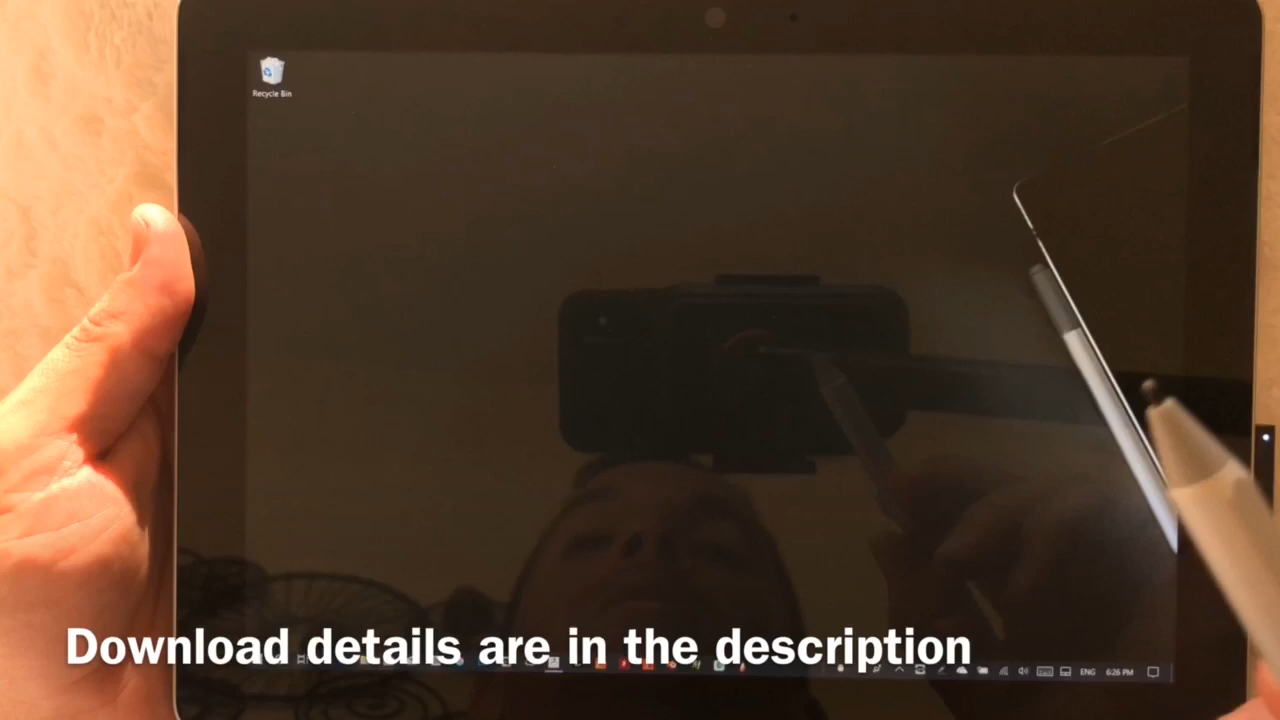 Recycle Bin
Download details are in the description
ENG 6:26 PM